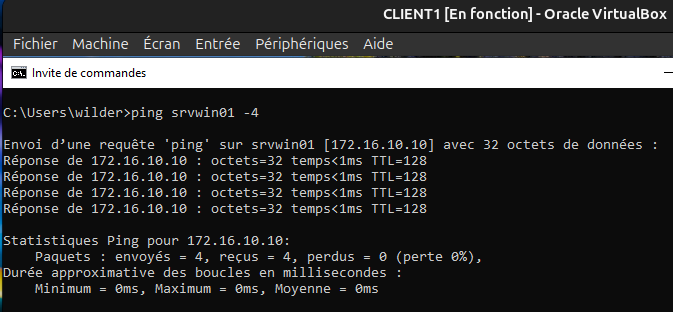 CLIENT1 [En fonction] - Oracle VirtualBox
Fichier Machine Écran Entrée Périphériques Aide
Invite de commandes
C:\Users\wilder>ping srvwin01 -4
Envoi d’une requête 'ping' sur srvwin01 [172.16.10.10] avec 32 octets de données :
Réponse de 172.16.10.10 : octets=32 temps<1ms TTL=128
Réponse de 172.16.10.10 : octets=32 temps<1ms TTL=128
Réponse de 172.16.10.10 : octets=32 temps<1ms TTL=128
Réponse de 172.16.10.10 : octets=32 temps<1ms TTL=128
Statistiques Ping pour 172.16.10.10:
Paquets : envoyés = 4, reçus = 4, perdus = 0 (perte 0%),
Durée approximative des boucles en millisecondes :
Minimum = 0ms, Maximum = 0ms, Moyenne = 0ms